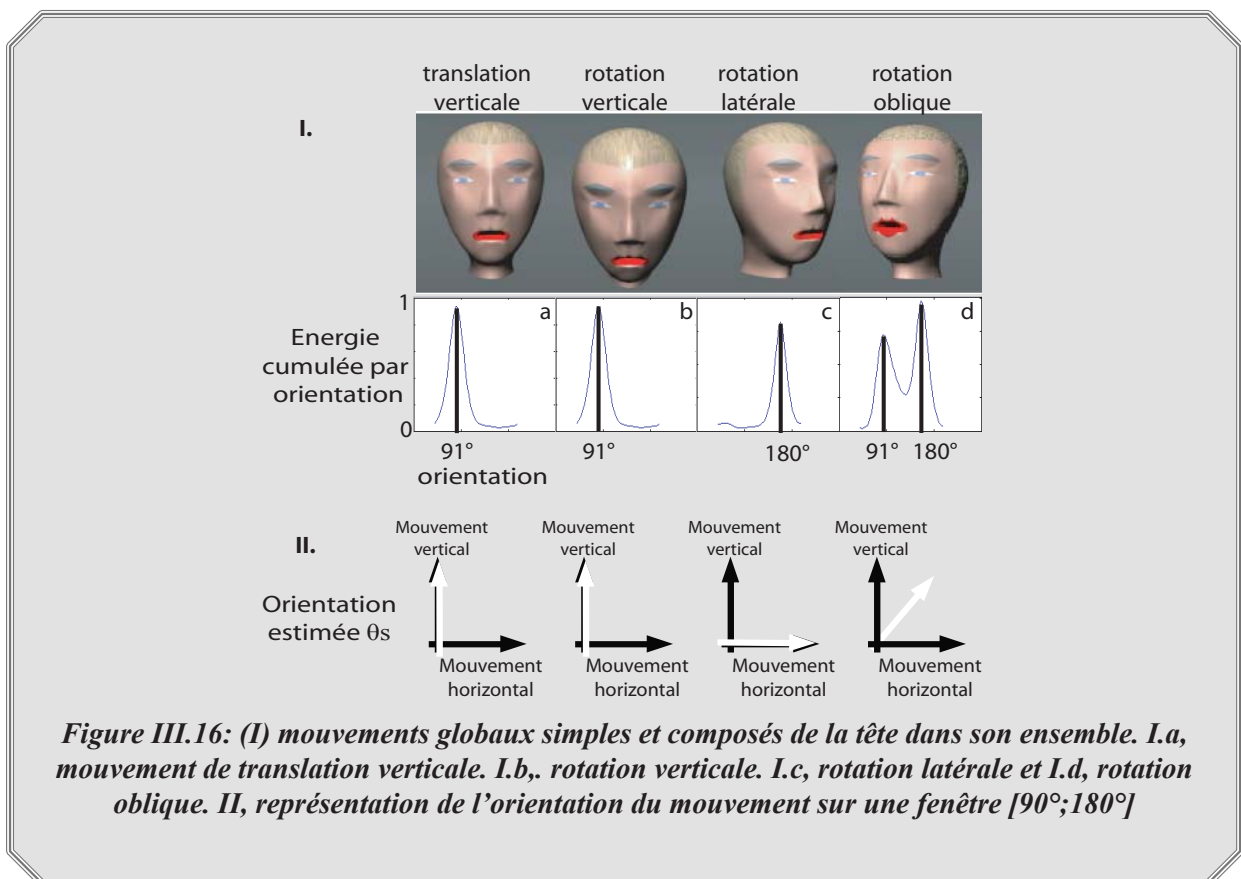 translation verticale
rotation verticale
rotation latérale
rotation oblique
I.
1
a
b
c
d
Energie
cumulée par
orientation
0
91°
91°
180°
91° 180°
orientation
II.
Mouvement vertical
Mouvement vertical
Mouvement vertical
Mouvement vertical
Orientation
estimée θs
Mouvement horizontal
Mouvement horizontal
Mouvement horizontal
Mouvement horizontal
Figure III.16: (I) mouvements globaux simples et composés de la tête dans son ensemble. I.a,
mouvement de translation verticale. I.b,. rotation verticale. I.c, rotation latérale et I.d, rotation
oblique. II, représentation de l’orientation du mouvement sur une fenêtre [90°;180°]